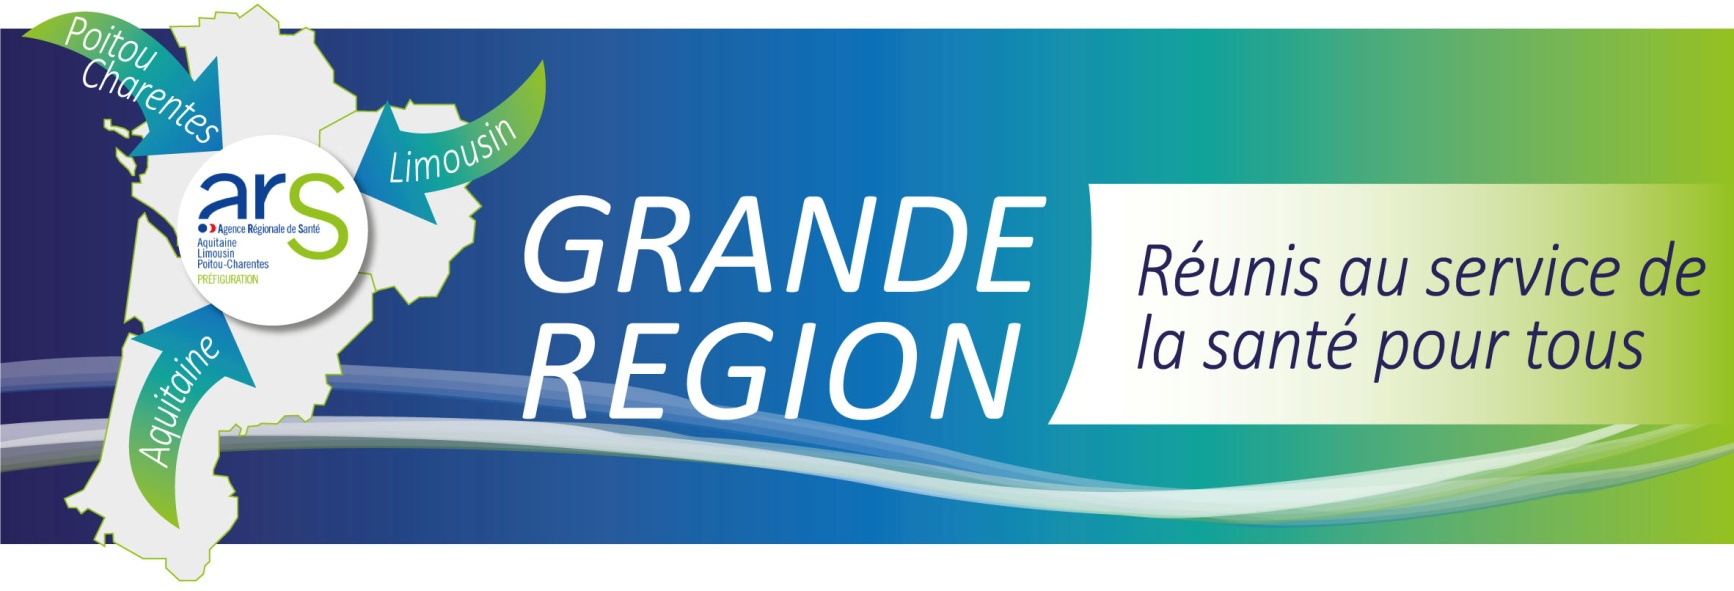 Poitou
Charentes
Limousin
ars
Agence Régionale de Santé
Aquitaine
Limousin
Poitou-Charentes
PRÉFIGURATION
Aquitaine
GRANDE
REGION
Réunis au service de
la santé pour tous